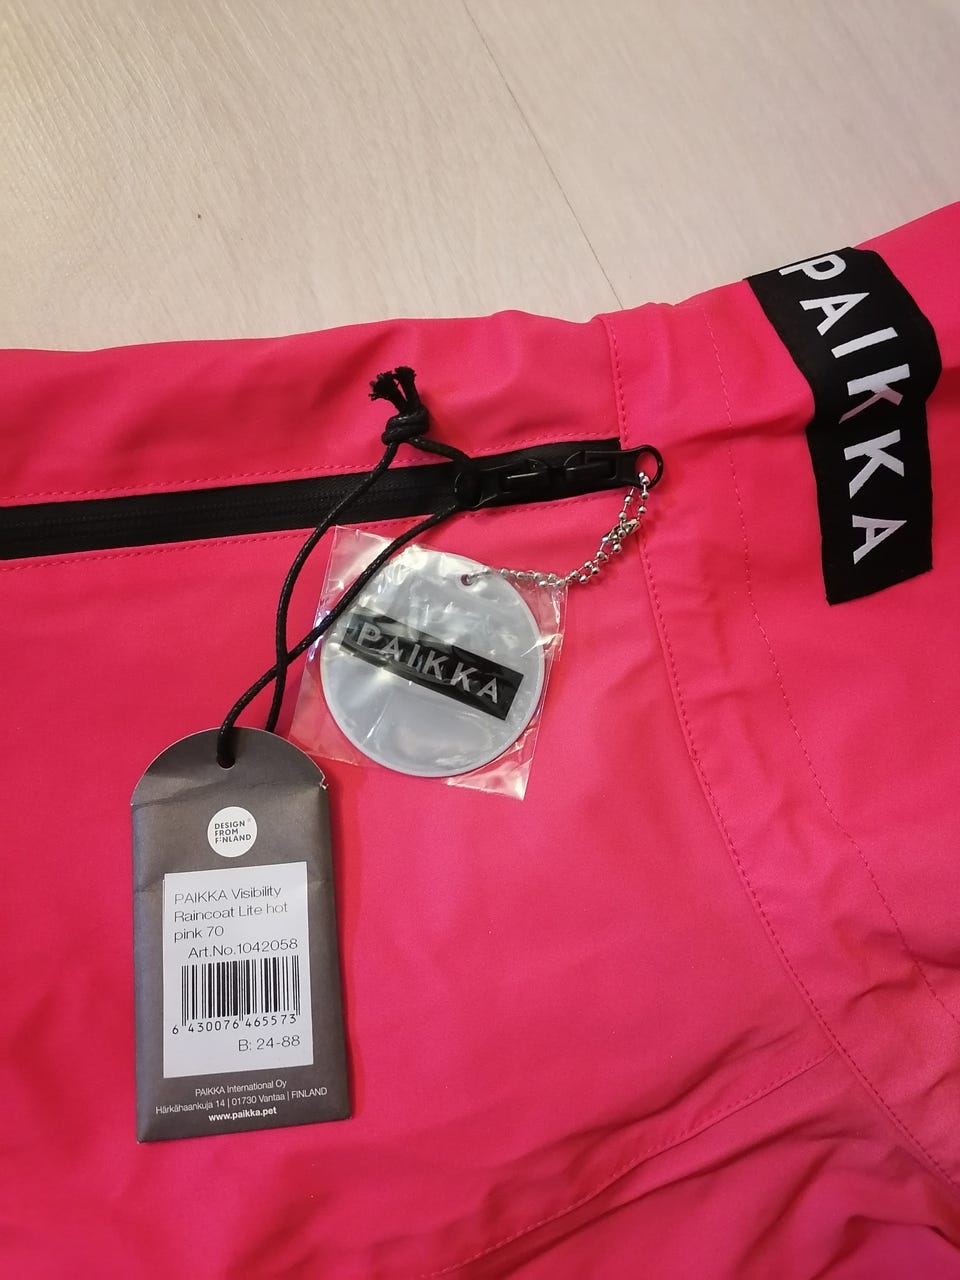 PAIKKA
PAIKKA
DESIGN
FROM
FINLAND
PAIKKA Visibility
Raincoat Lite hot
pink 70
Art.No.1042058
6 430076 465573
B: 24-88
PAIKKA International Oy
Härkähaankuja 14 | 01730 Vantaa | FINLAND
www.paikka.pet